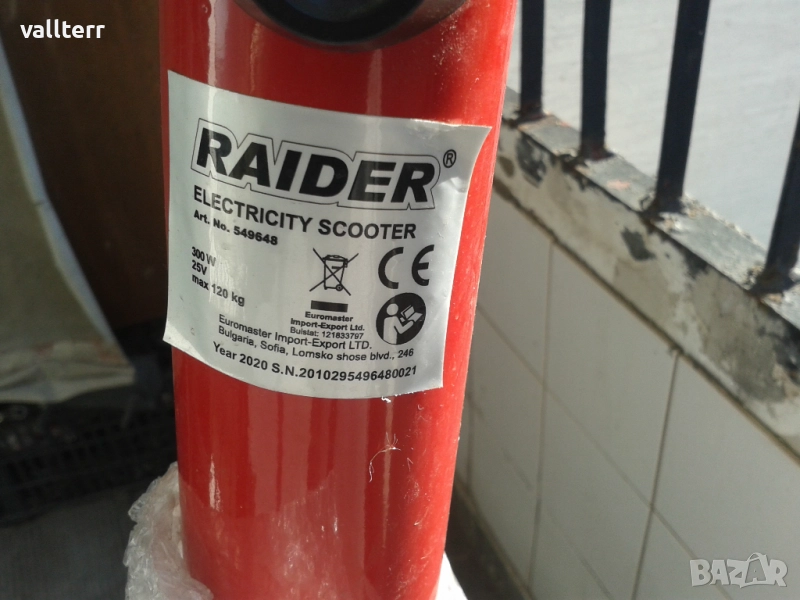 vallterr
RAIDER®
ELECTRICITY SCOOTER
Art. No. 549648
300 W
25V
max 120 kg
CE
Euromaster
Import-Export Ltd.
Bulstat: 121833797
Euromaster Import-Export LTD.
Bulgaria, Sofia, Lomsko shose blvd., 246
Year 2020 S.N.2010295496480021
BAZAR